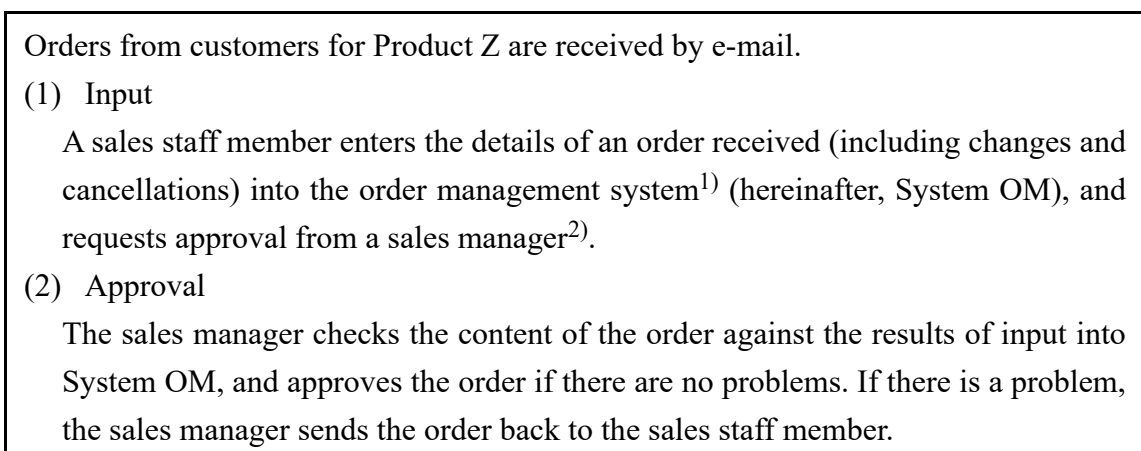 Orders from customers for Product Z are received by e-mail.
(1) Input
A sales staff member enters the details of an order received (including changes and
cancellations) into the order management system1) (hereinafter, System OM), and
requests approval from a sales manager2).
(2) Approval
The sales manager checks the content of the order against the results of input into
System OM, and approves the order if there are no problems. If there is a problem,
the sales manager sends the order back to the sales staff member.